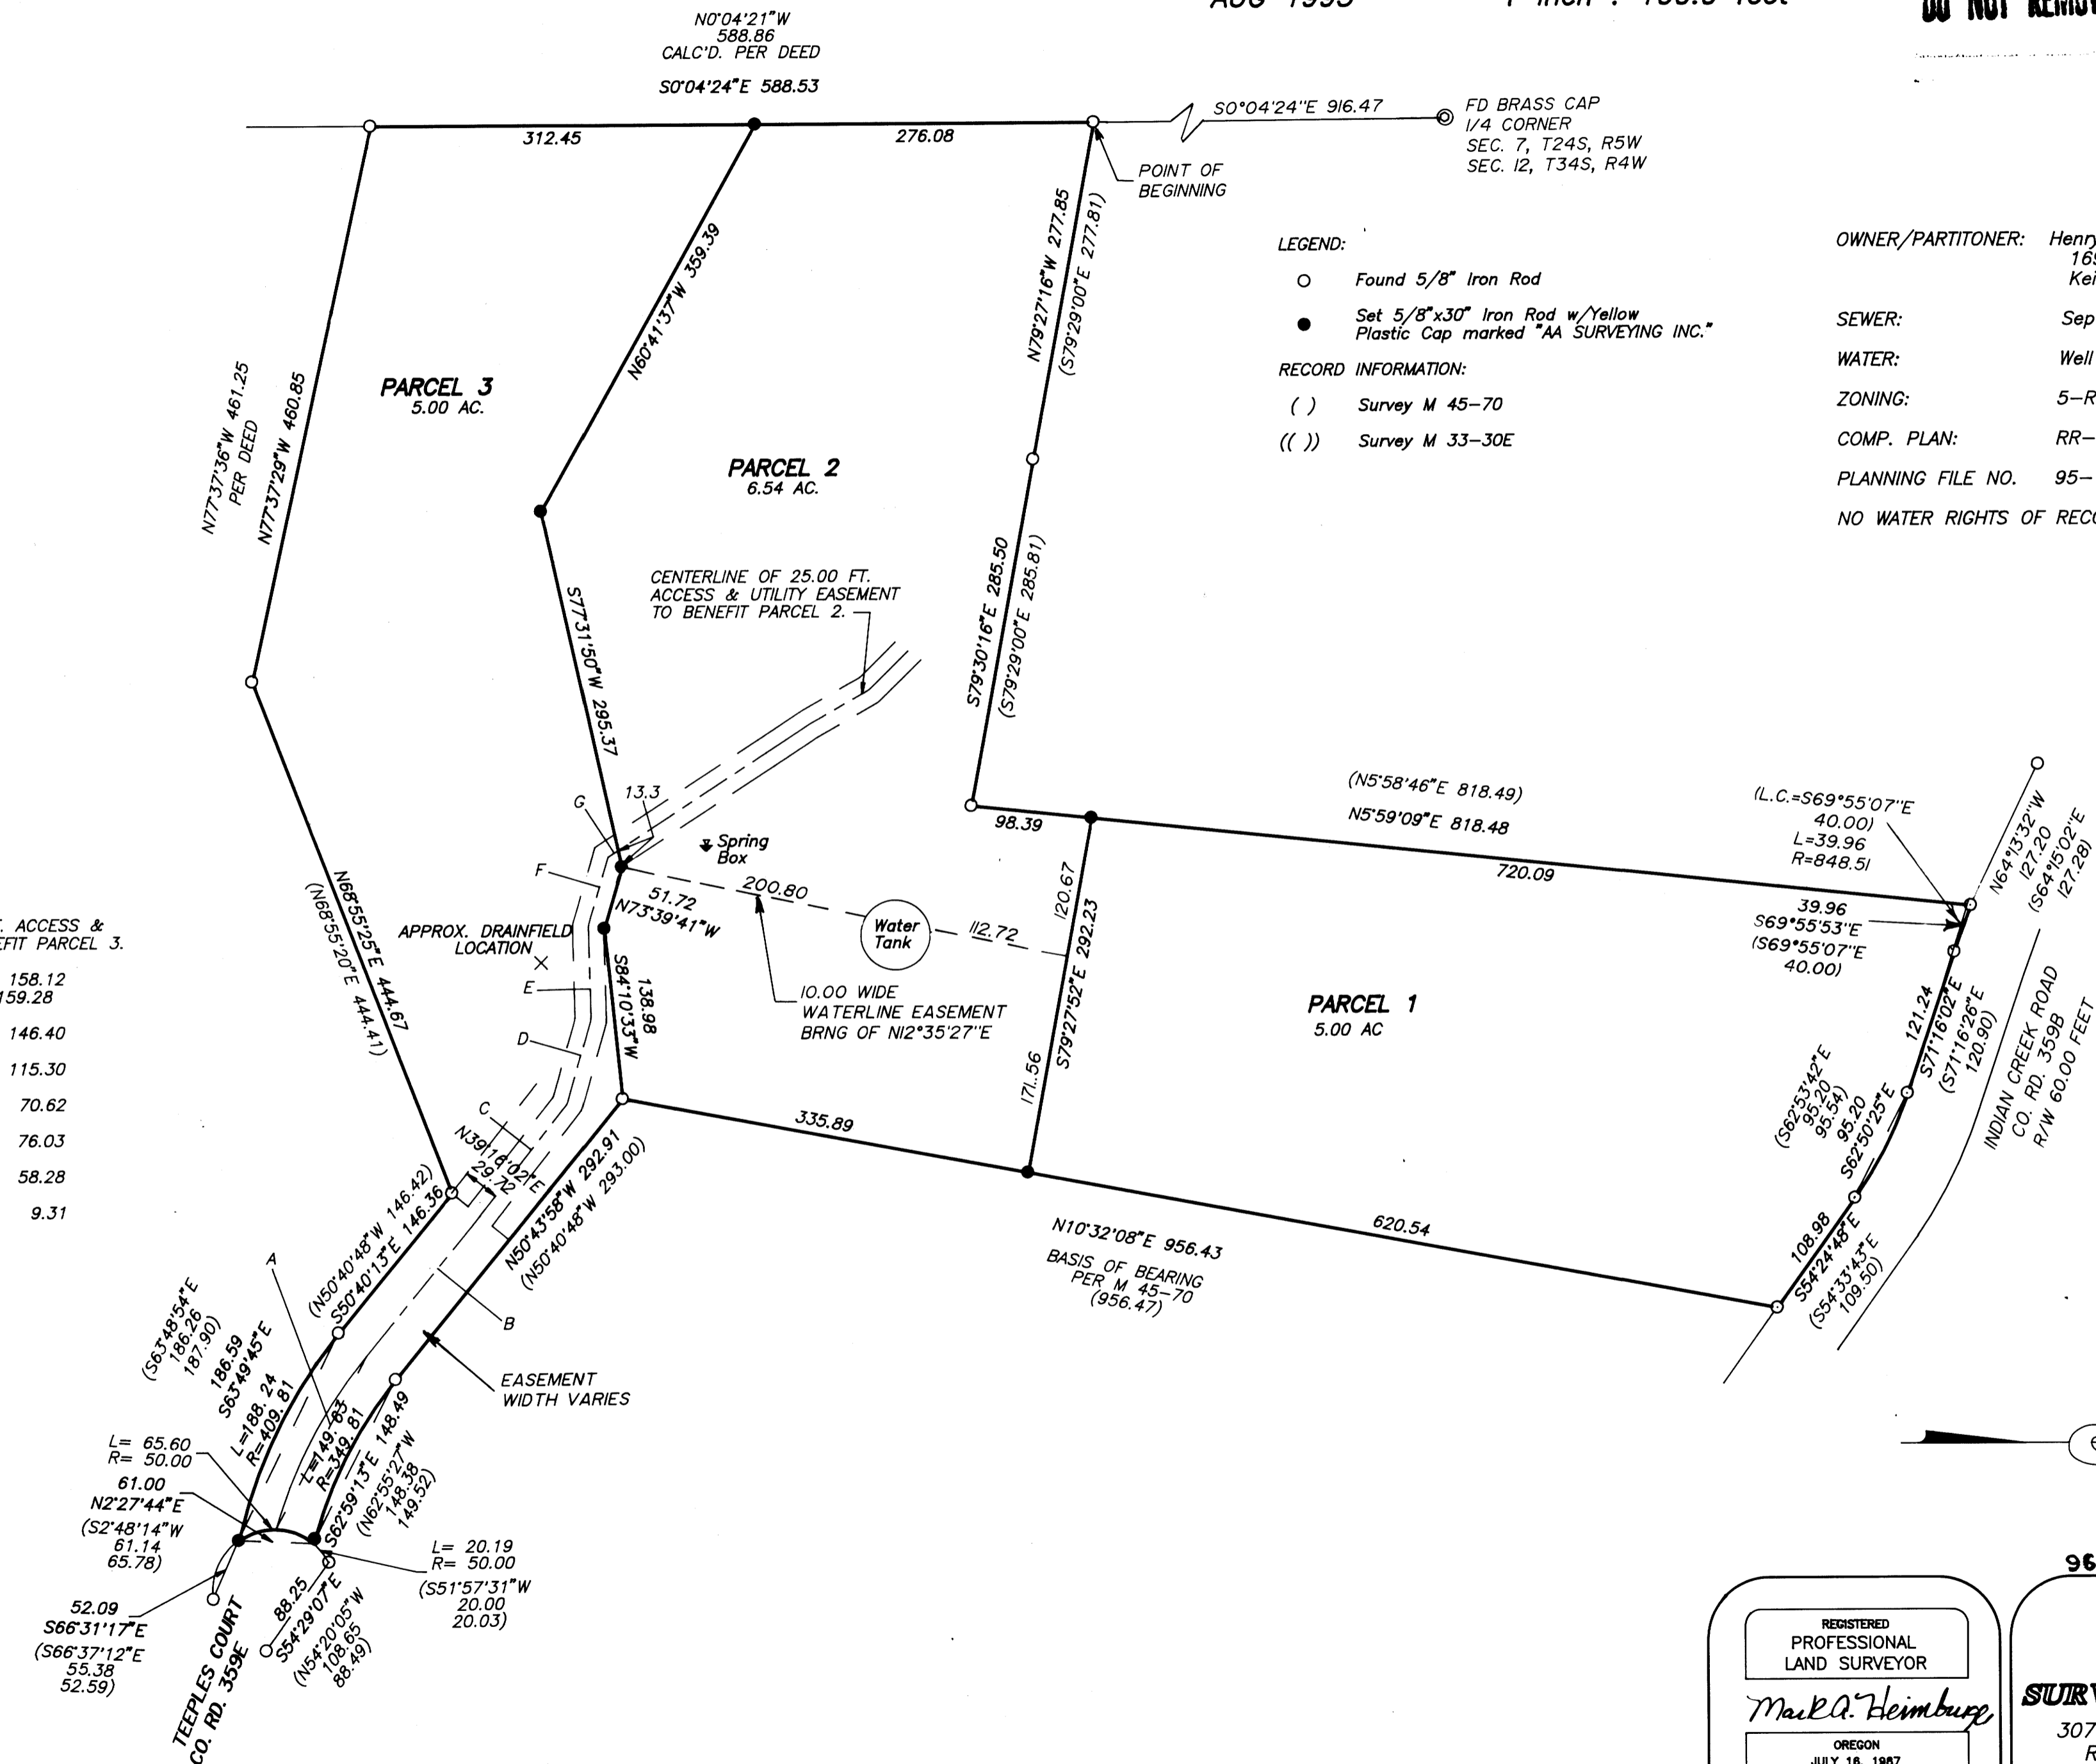 AUG 1995
DO NOT
N0°04'21"W
588.86
CALC'D. PER DEED
S0°04'24"E 588.53
312.45
276.08
S0°04'24"E 916.47
FD BRASS CAP
1/4 CORNER
SEC. 7, T24S, R5W
SEC. 12, T34S, R4W
POINT OF
BEGINNING
N79°27'16"W 277.85
(S79°29'00"E 277.81)
N60°41'37"W 359.39
LEGEND:
Found 5/8" Iron Rod
Set 5/8"x30" Iron Rod w/Yellow
Plastic Cap marked "AA SURVEYING INC."
RECORD INFORMATION:
( ) Survey M 45-70
(( )) Survey M 33-30E
OWNER/PARTITONER: Henry
SEWER:
WATER: Well
ZONING: 5-R
COMP. PLAN: RR-
PLANNING FILE NO. 95-
NO WATER RIGHTS OF
PARCEL 3
5.00 AC.
N77°37'36"W 461.25
PER DEED
N77°37'29"W 460.85
PARCEL 2
6.54 AC.
S79°30'16"E 285.50
(S79°29'00"E 285.81)
S77°31'50"W 295.37
CENTERLINE OF 25.00 FT.
ACCESS & UTILITY EASEMENT
TO BENEFIT PARCEL 2.
G
13.3
Spring
Box
F
51.72
N73°39'41"W
200.80
Water
Tank
112.72
98.39
(N5°58'46"E 818.49)
N5°59'09"E 818.48
720.09
120.67
S79°27'52"E 292.23
171.56
(L.C.=S69°55'07"E
40.00)
L=39.96
R=848.51
N64°13'32"W
127.20
(S64°15'02"E
127.28)
39.96
S69°55'53"E
(S69°55'07"E
40.00)
APPROX. DRAINFIELD
LOCATION
E
D
C
138.98
S84°10'33"W
10.00 WIDE
WATERLINE EASEMENT
BRNG OF N12°35'27"E
PARCEL 1
5.00 AC
121.24
S71°16'02"E
(S71°16'26"E
120.90)
INDIAN CREEK ROAD
CO. RD. 359B
R/W 60.00 FEET
(S62°53'42"E
95.20
95.54)
95.20
S62°50'25"E
108.98
S54°24'48"E
(S54°33'43"E
109.50)
ACCESS &
PARCEL 3.
158.12
159.28
146.40
115.30
70.62
76.03
58.28
9.31
N68°55'25"E 444.67
(N68°55'20"E 444.41)
N39°16'02"E
29.72
335.89
620.54
N10°32'08"E 956.43
BASIS OF BEARING
PER M 45-70
(956.47)
N50°43'58"W 292.91
(N50°40'48"W 293.00)
(N50°40'48"W 146.42)
S50°40'13"E 146.36
A
B
EASEMENT
WIDTH VARIES
(S63°48'54"E
186.26
187.90)
186.59
S63°49'45"E
L=188.24
R=409.81
L=149.83
R=349.81
S62°59'13"E 148.49
(N62°55'27"W
148.38
149.52)
L= 65.60
R= 50.00
61.00
N2°27'44"E
(S2°48'14"W
61.14
65.78)
L= 20.19
R= 50.00
(S51°57'31"W
20.00
20.03)
52.09
S66°31'17"E
(S66°37'12"E
55.38
52.59)
88.25
S54°29'07"E
(N54°20'05"W
108.65
88.49)
TEEPLES COURT
CO. RD. 359E
96
REGISTERED
PROFESSIONAL
LAND SURVEYOR
Mark A. Heimburge
OREGON
JULY 16, 1987
307